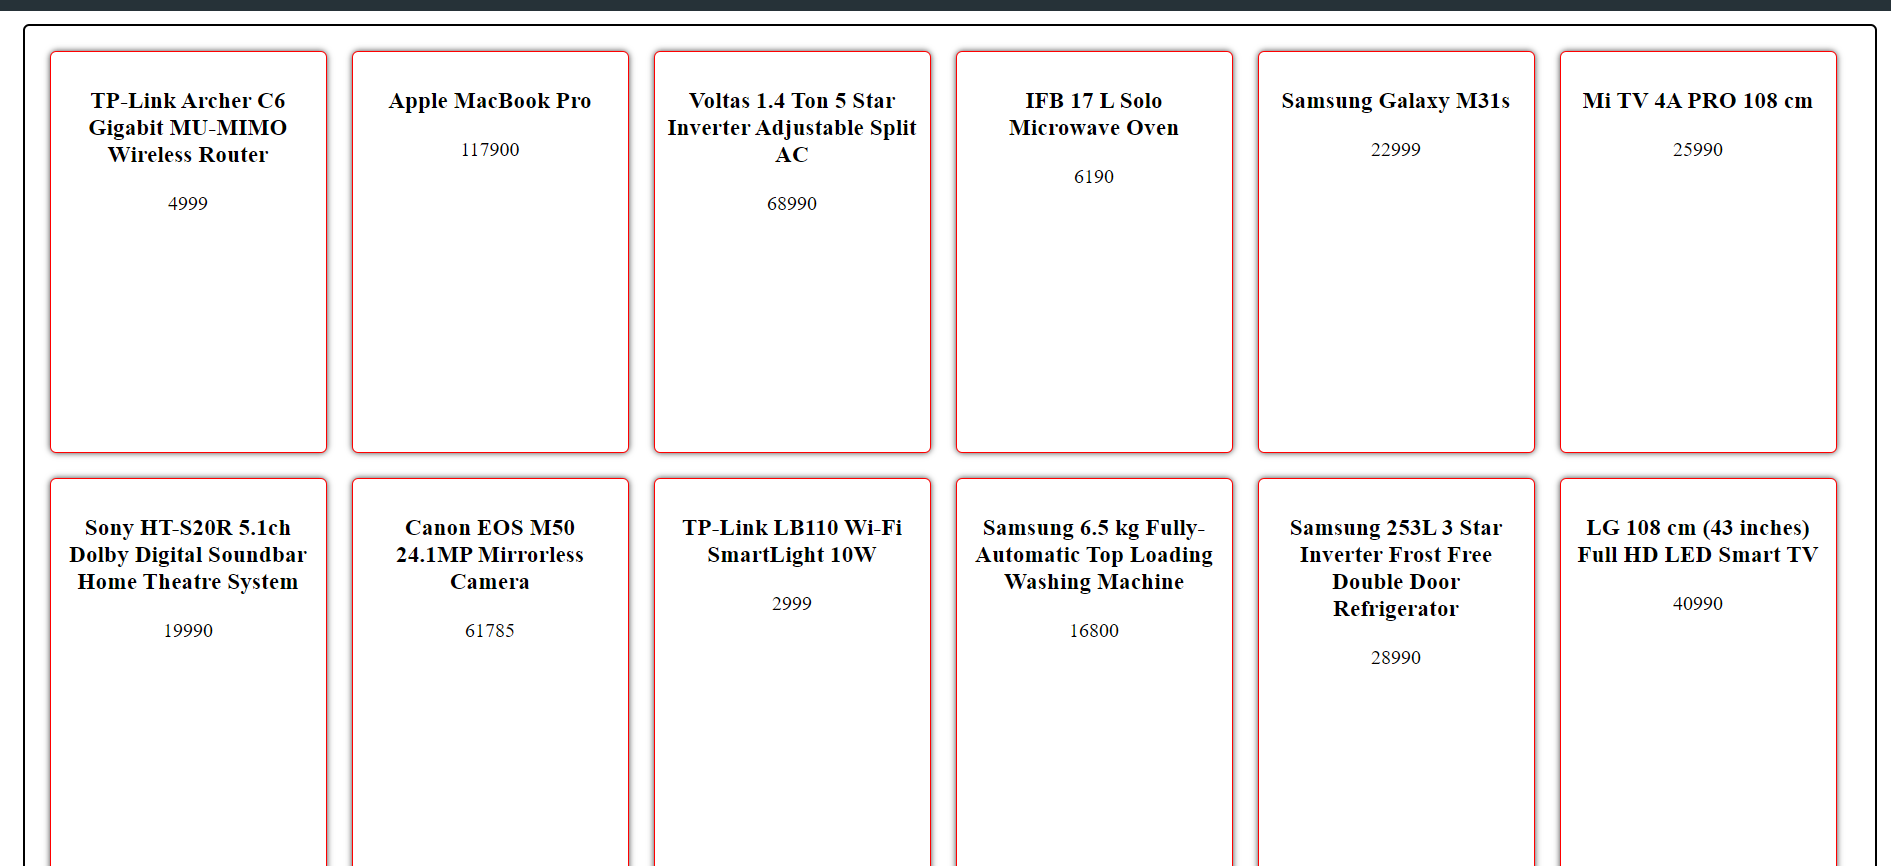 TP-Link Archer C6
Gigabit MU-MIMO
Wireless Router
4999
Apple MacBook Pro
117900
Voltas 1.4 Ton 5 Star
Inverter Adjustable Split
AC
68990
IFB 17 L Solo
Microwave Oven
6190
Samsung Galaxy M31s
22999
Mi TV 4A PRO 108 cm
25990
Sony HT-S20R 5.1ch
Dolby Digital Soundbar
Home Theatre System
19990
Canon EOS M50
24.1MP Mirrorless
Camera
61785
TP-Link LB110 Wi-Fi
SmartLight 10W
2999
Samsung 6.5 kg Fully-
Automatic Top Loading
Washing Machine
16800
Samsung 253L 3 Star
Inverter Frost Free
Double Door
Refrigerator
28990
LG 108 cm (43 inches)
Full HD LED Smart TV
40990